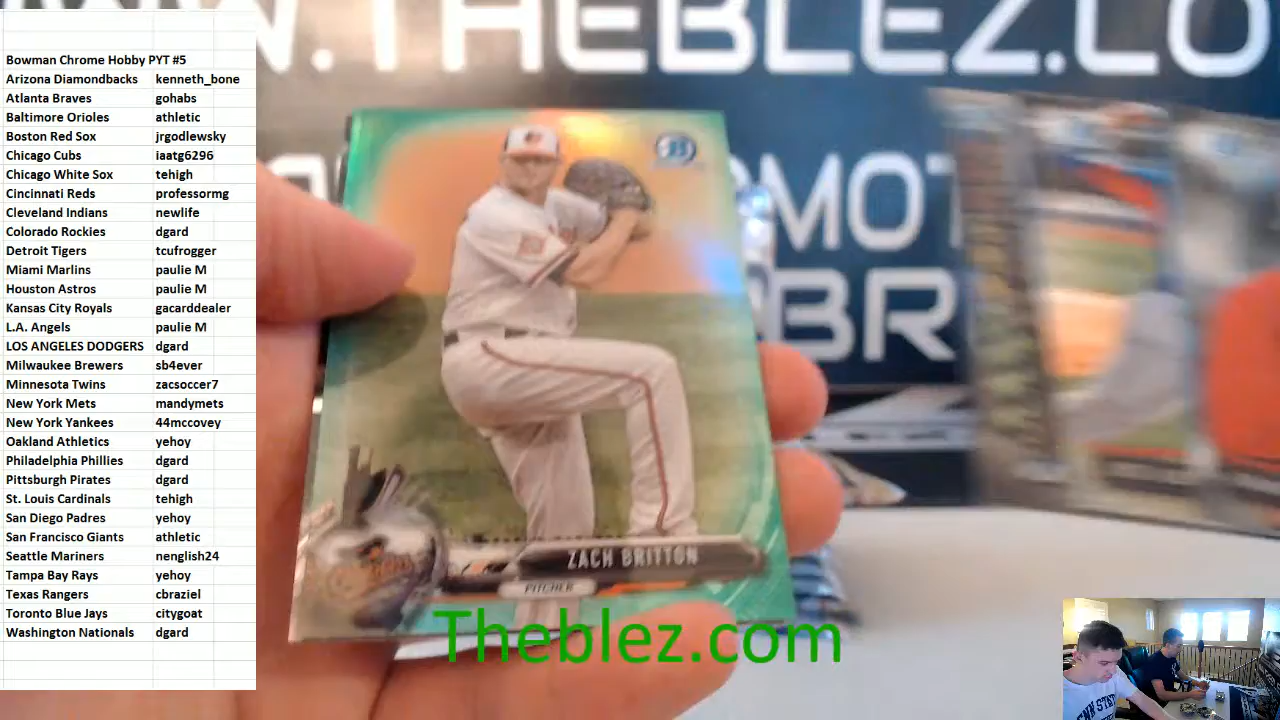 WWW.THEBLEZ.CO
Bowman Chrome Hobby PYT #5
Arizona Diamondbacks kenneth_bone
Atlanta Braves gohabs
Baltimore Orioles athletic
Boston Red Sox jrgodlewsky
Chicago Cubs iaatg6296
Chicago White Sox tehigh
Cincinnati Reds professormg
Cleveland Indians newlife
Colorado Rockies dgard
Detroit Tigers tcufrogger
Miami Marlins paulie M
Houston Astros paulie M
Kansas City Royals gacarddealer
L.A. Angels paulie M
LOS ANGELES DODGERS dgard
Milwaukee Brewers sb4ever
Minnesota Twins zacsoccer7
New York Mets mandymets
New York Yankees 44mccovey
Oakland Athletics yehoy
Philadelphia Phillies dgard
Pittsburgh Pirates dgard
St. Louis Cardinals tehigh
San Diego Padres yehoy
San Francisco Giants athletic
Seattle Mariners nenglish24
Tampa Bay Rays yehoy
Texas Rangers cbraziel
Toronto Blue Jays citygoat
Washington Nationals dgard
MOT
BR
B
ZACH BRITTON
PITCHER
Theblez.com